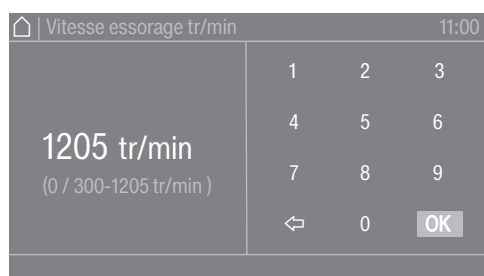 | Vitesse essorage tr/min 11:00
1205 tr/min
(0 / 300-1205 tr/min )
1 2 3
4 5 6
7 8 9
0 OK